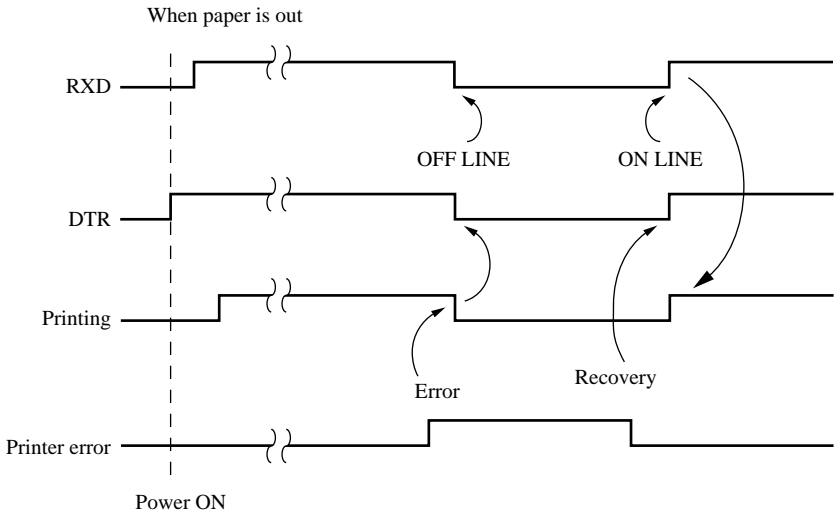 When paper is out
RXD
OFF LINE
ON LINE
DTR
Printing
Error
Recovery
Printer error
Power ON